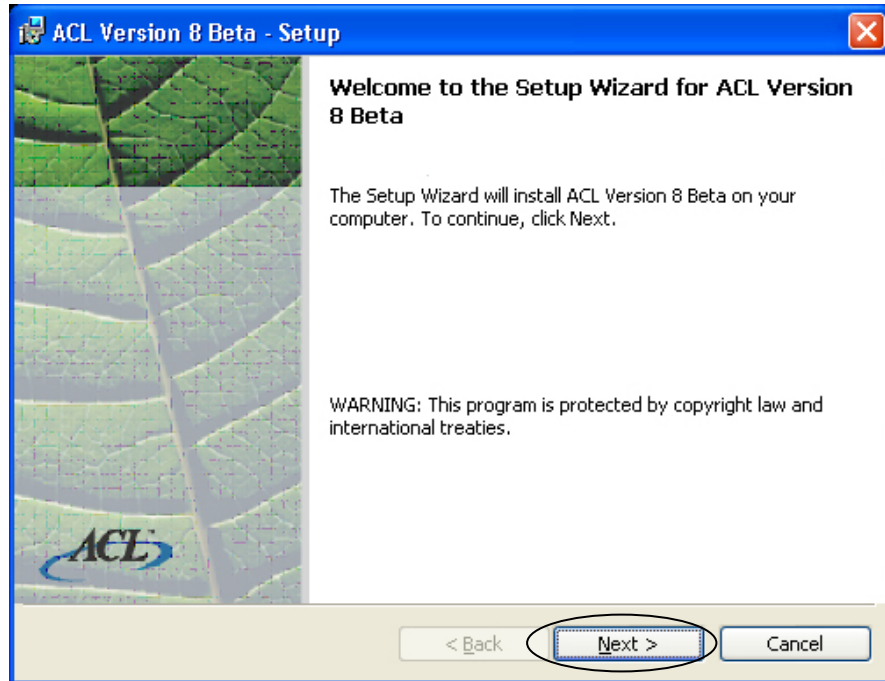 ACL Version 8 Beta - Setup
Welcome to the Setup Wizard for ACL Version
8 Beta
The Setup Wizard will install ACL Version 8 Beta on your
computer. To continue, click Next.
WARNING: This program is protected by copyright law and
international treaties.
ACL
< Back
Next >
Cancel